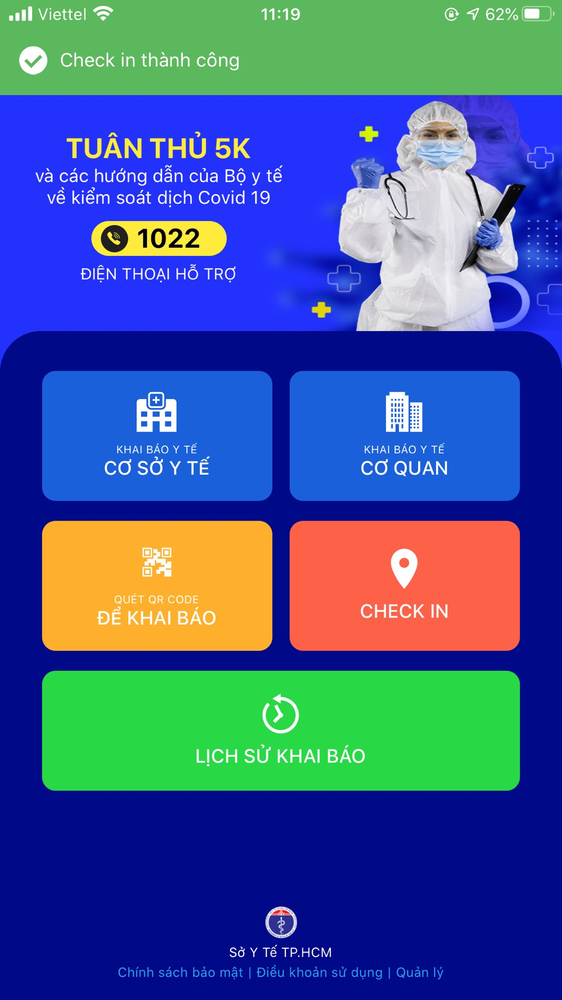 Viettel 11:19 62%
Check in thành công
TUÂN THỦ 5K
và các hướng dẫn của Bộ y tế
về kiểm soát dịch Covid 19
1022
ĐIỆN THOẠI HỖ TRỢ
KHAI BÁO Y TẾ
CƠ SỞ Y TẾ
KHAI BÁO Y TẾ
CƠ QUAN
QUÉT QR CODE
ĐỂ KHAI BÁO
CHECK IN
LỊCH SỬ KHAI BÁO
Sở Y Tế TP.HCM
Chính sách bảo mật | Điều khoản sử dụng | Quản lý